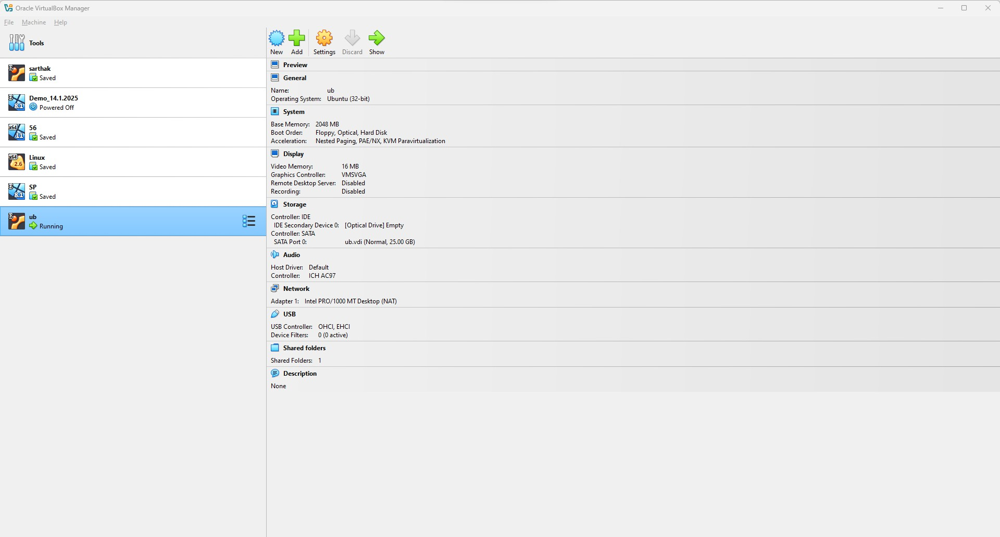 Oracle VirtualBox Manager
File Machine Help
Tools
32
sarthak
Saved
32
8.1
Demo_14.1.2025
Powered Off
x64
11
56
Saved
x64
2.6
Linux
Saved
32
8.1
SP
Saved
32
ub
Running
New Add Settings Discard Show
Preview
General
Name: ub
Operating System: Ubuntu (32-bit)
System
Base Memory: 2048 MB
Boot Order: Floppy, Optical, Hard Disk
Acceleration: Nested Paging, PAE/NX, KVM Paravirtualization
Display
Video Memory: 16 MB
Graphics Controller: VMSVGA
Remote Desktop Server: Disabled
Recording: Disabled
Storage
Controller: IDE
IDE Secondary Device 0: [Optical Drive] Empty
Controller: SATA
SATA Port 0: ub.vdi (Normal, 25.00 GB)
Audio
Host Driver: Default
Controller: ICH AC97
Network
Adapter 1: Intel PRO/1000 MT Desktop (NAT)
USB
USB Controller: OHCI, EHCI
Device Filters: 0 (0 active)
Shared folders
Shared Folders: 1
Description
None